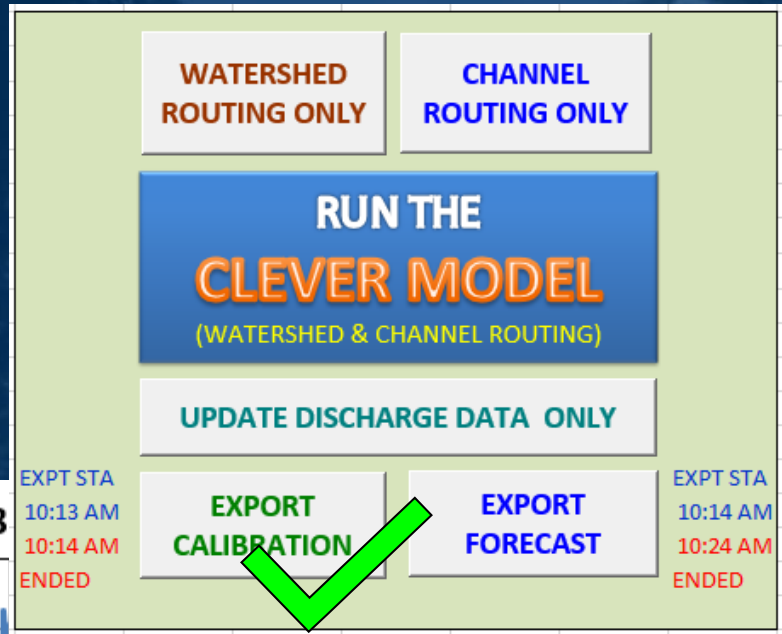 WATERSHED
ROUTING ONLY
CHANNEL
ROUTING ONLY
RUN THE
CLEVER MODEL
(WATERSHED & CHANNEL ROUTING)
UPDATE DISCHARGE DATA ONLY
EXPT STA
10:13 AM
10:14 AM
ENDED
EXPORT
CALIBRATION
EXPORT
FORECAST
EXPT STA
10:14 AM
10:24 AM
ENDED